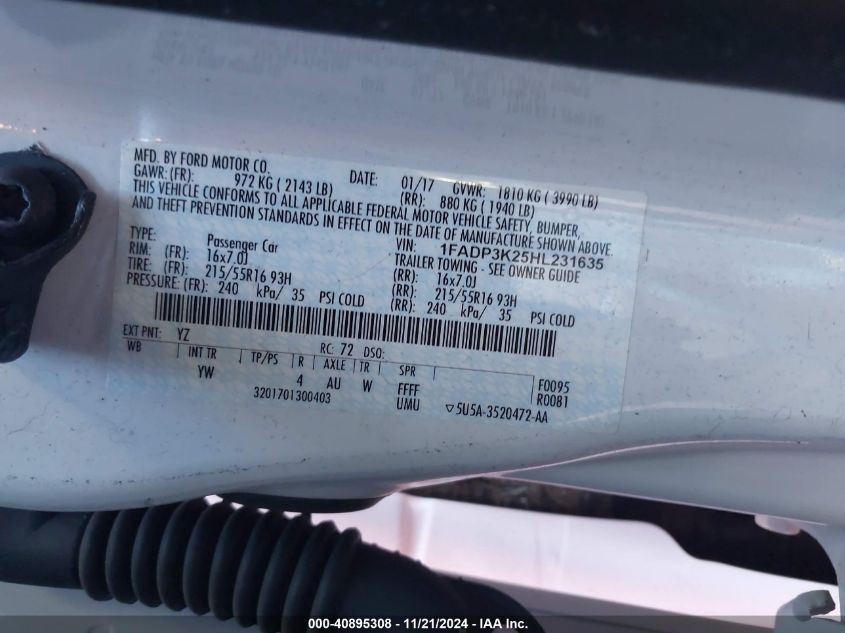 MFD. BY FORD MOTOR CO.
DATE: 01/17 GVWR: 1810 KG ( 3990 LB)
GAWR: (FR): 972 KG ( 2143 LB) (RR): 880 KG ( 1940 LB)
THIS VEHICLE CONFORMS TO ALL APPLICABLE FEDERAL MOTOR VEHICLE SAFETY, BUMPER,
AND THEFT PREVENTION STANDARDS IN EFFECT ON THE DATE OF MANUFACTURE SHOWN ABOVE.
VIN: 1FADP3K25HL231635
TYPE: Passenger Car TRAILER TOWING - SEE OWNER GUIDE
RIM: (FR): 16x7.0J (RR): 16x7.0J
TIRE: (FR): 215/55R16 93H (RR): 215/55R16 93H
PRESSURE: (FR): 240 kPa/ 35 PSI COLD (RR): 240 kPa/ 35 PSI COLD
EXT PNT: YZ RC: 72 DSO:
WB INT TR TP/PS R AXLE TR SPR
YW 4 AU W FFFF F0095
UMU R0081
3201701300403 ▽5U5A-3520472-AA
000-40895308 - 11/21/2024 - IAA Inc.